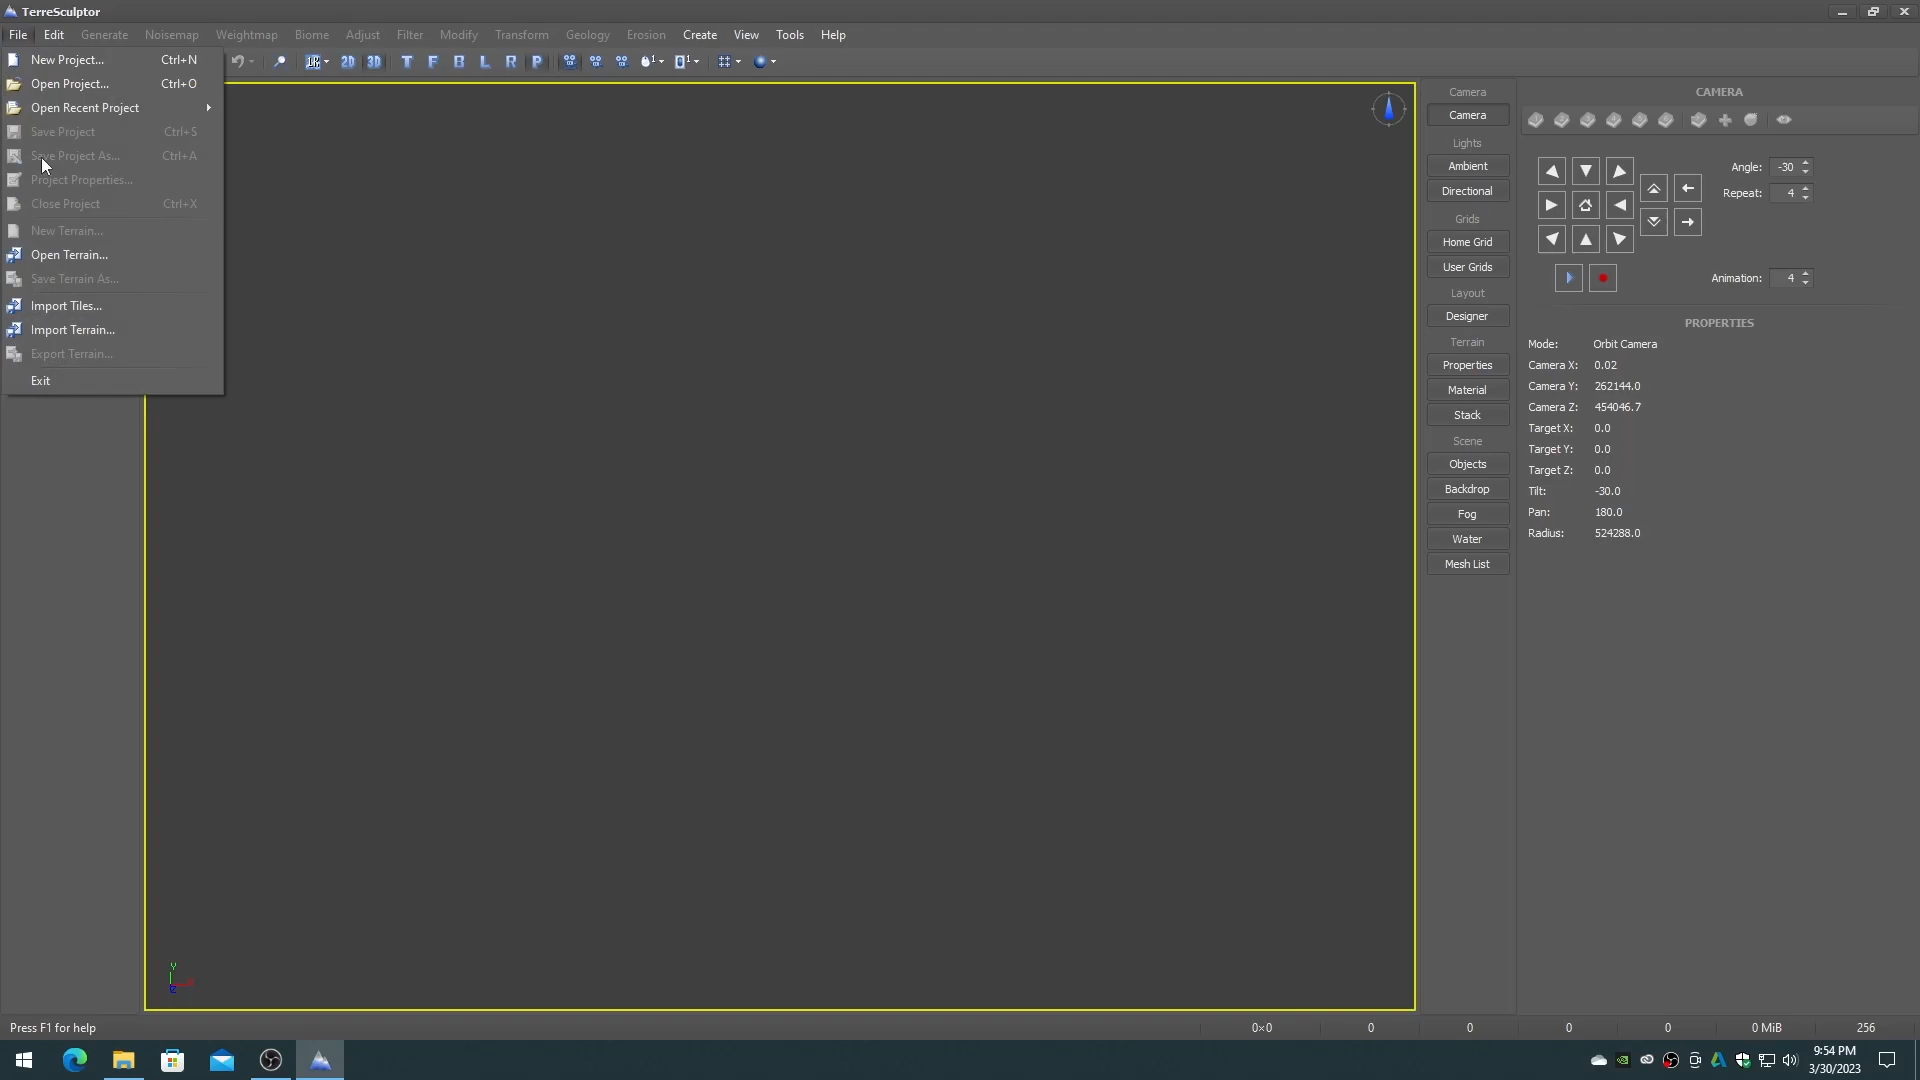 TerreSculptor
File Edit Generate Noisemap Weightmap Biome Adjust Filter Modify Transform Geology Erosion Create View Tools Help
New Project... Ctrl+N
Open Project... Ctrl+O
Open Recent Project
Save Project Ctrl+S
Save Project As... Ctrl+A
Project Properties...
Close Project Ctrl+X
New Terrain...
Open Terrain...
Save Terrain As...
Import Tiles...
Import Terrain...
Export Terrain...
Exit
2D 3D T F B L R P
Camera
Camera
Lights
Ambient
Directional
Grids
Home Grid
User Grids
Layout
Designer
Terrain
Properties
Material
Stack
Scene
Objects
Backdrop
Fog
Water
Mesh List
CAMERA
Angle: -30
Repeat: 4
Animation: 4
PROPERTIES
Mode: Orbit Camera
Camera X: 0.02
Camera Y: 262144.0
Camera Z: 454046.7
Target X: 0.0
Target Y: 0.0
Target Z: 0.0
Tilt: -30.0
Pan: 180.0
Radius: 524288.0
Y
Press F1 for help
0×0 0 0 0 0 0 MiB 256
9:54 PM
3/30/2023